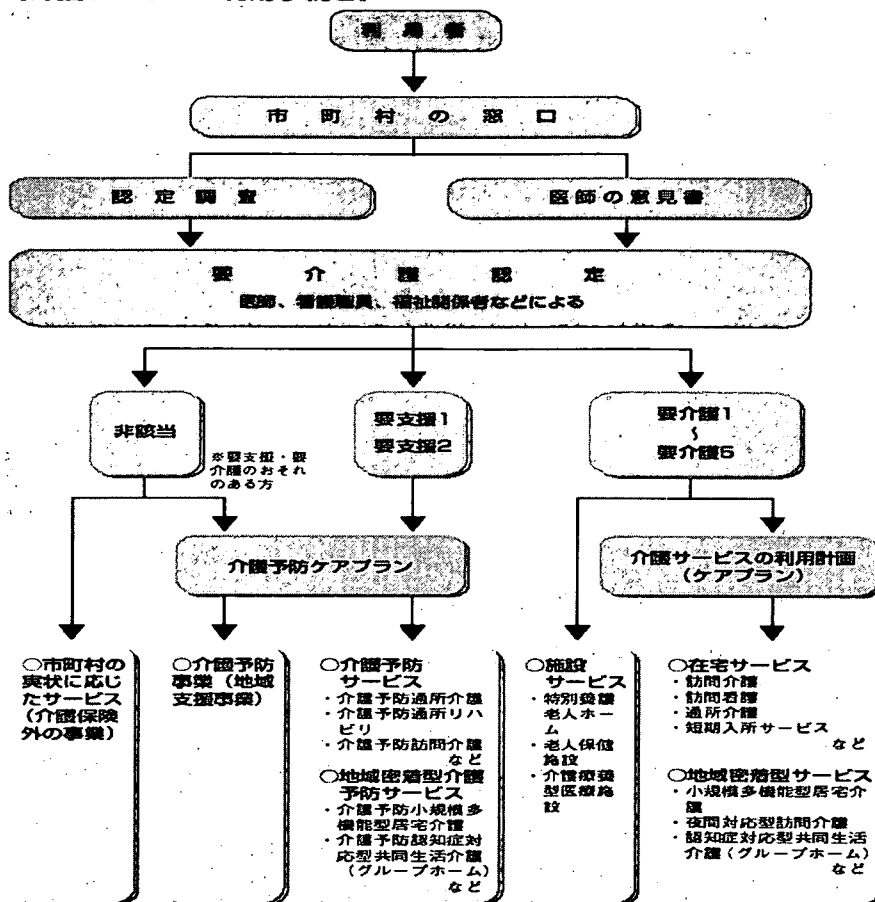 利用者
市町村の窓口
認定調査
医師の意見書
要介護認定
医師、看護職員、福祉関係者などによる
非該当
※要支援・要
介護のおそれ
のある方
要支援1
要支援2
要介護1
～
要介護5
介護予防ケアプラン
介護サービスの利用計画
(ケアプラン)
○市町村の
実状に応じ
たサービス
(介護保険
外の事業)
○介護予防
事業（地域
支援事業）
○介護予防
サービス
・介護予防通所介護
・介護予防通所リハ
ビリ
・介護予防訪問介護
など
○地域密着型介護
予防サービス
・介護予防小規模多
機能型居宅介護
・介護予防認知症対
応型共同生活介護
(グループホーム)
など
○施設
サービス
・特別養護
老人ホー
ム
・老人保健
施設
・介護療養
型医療施
設
○在宅サービス
・訪問介護
・訪問看護
・通所介護
・短期入所サービス
など
○地域密着型サービス
・小規模多機能型居宅介
護
・夜間対応型訪問介護
・認知症対応型共同生活
介護(グループホーム)
など